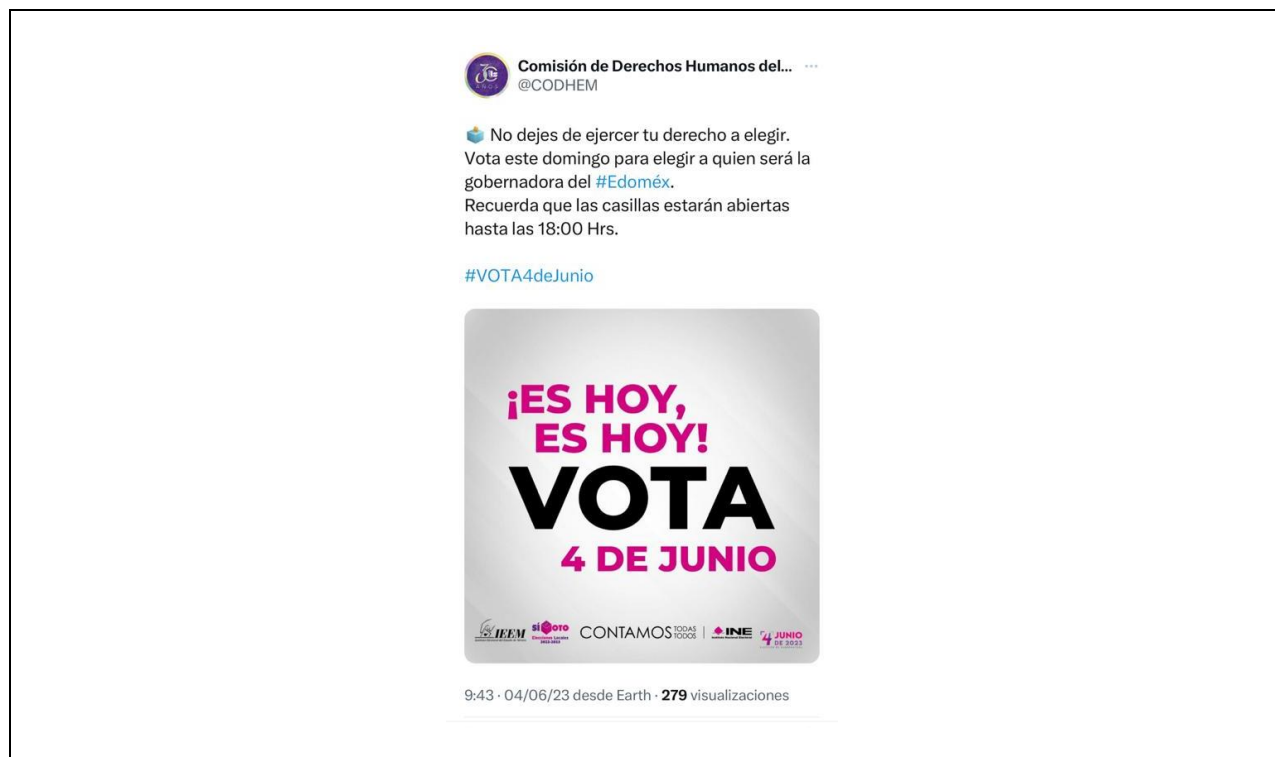 Comisión de Derechos Humanos del...
@CODHEM
No dejes de ejercer tu derecho a elegir.
Vota este domingo para elegir a quien será la
gobernadora del #Edoméx.
Recuerda que las casillas estarán abiertas
hasta las 18:00 Hrs.
#VOTA4deJunio
¡ES HOY,
ES HOY!
VOTA
4 DE JUNIO
IEEM
CONTAMOS TODAS TODOS
INE
Instituto Nacional Electoral
4 JUNIO
DE 2023
9:43 · 04/06/23 desde Earth · 279 visualizaciones